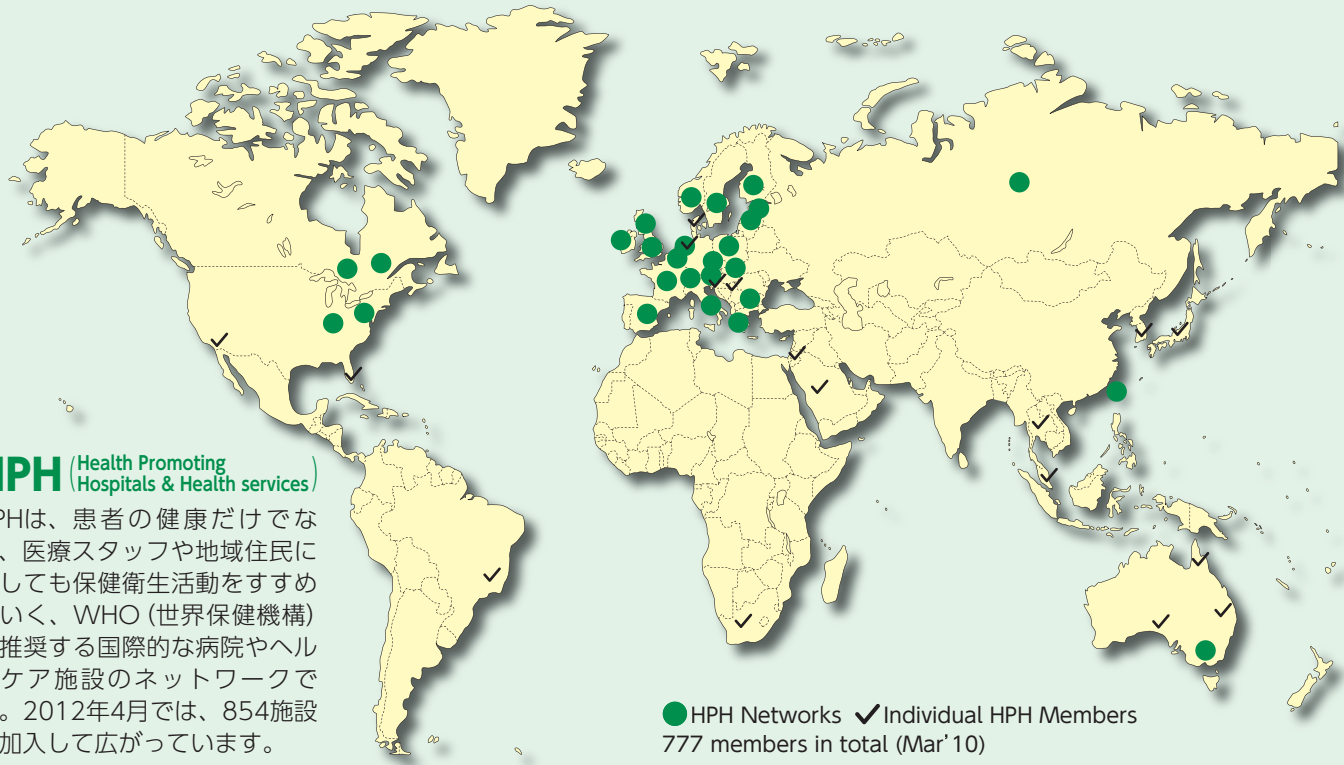 HPH (Health Promoting
Hospitals & Health services)
PHは、患者の健康だけでな
、医療スタッフや地域住民に
しても保健衛生活動をすすめ
いく、WHO（世界保健機構）
推奨する国際的な病院やヘル
ケア施設のネットワークで
。2012年4月では、854施設
加入して広がっています。
HPH Networks Individual HPH Members
777 members in total (Mar'10)